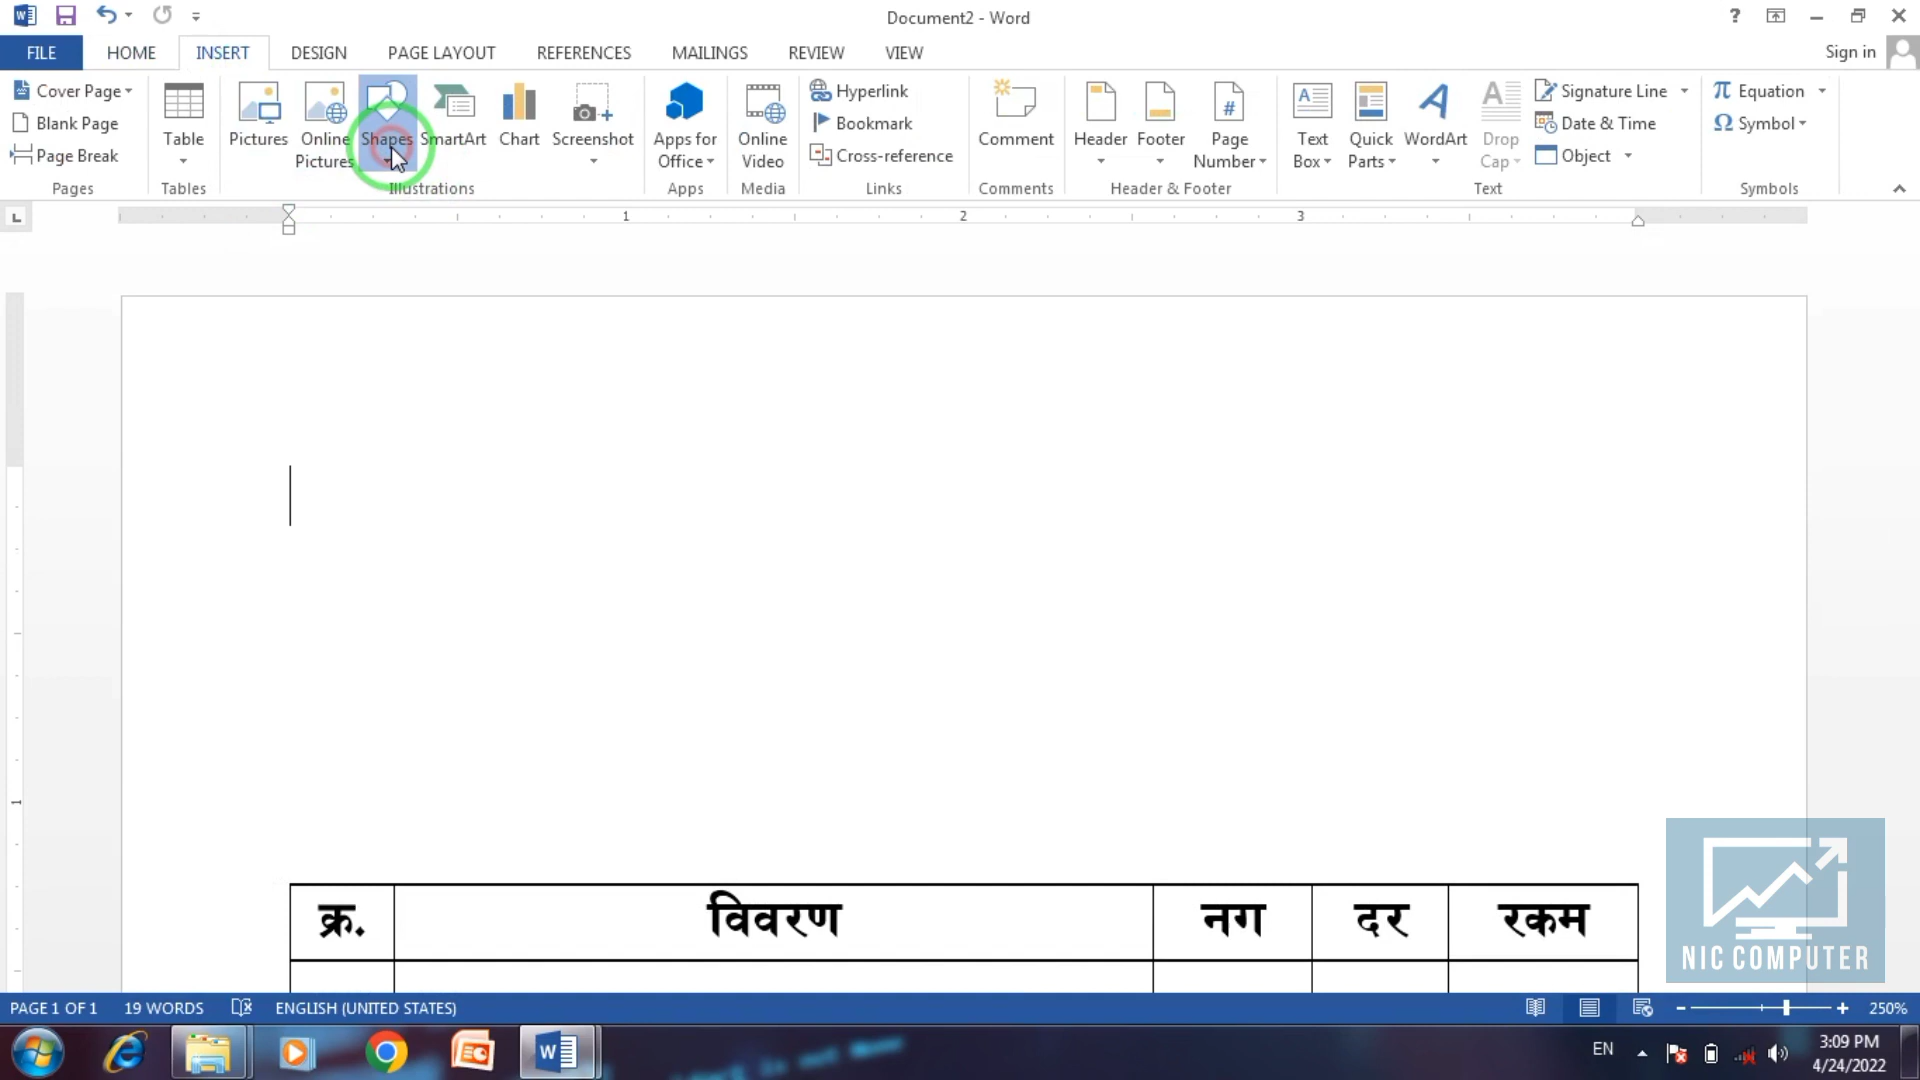 Document2 - Word
FILE HOME INSERT DESIGN PAGE LAYOUT REFERENCES MAILINGS REVIEW VIEW Sign in
Cover Page
Blank Page
Page Break
Pages
Table
Tables
Pictures
Online Pictures
Shapes
SmartArt
Chart
Screenshot
Illustrations
Apps for Office
Apps
Online Video
Media
Hyperlink
Bookmark
Cross-reference
Links
Comment
Comments
Header
Footer
Page Number
Header & Footer
Text Box
Quick Parts
WordArt
Drop Cap
Signature Line
Date & Time
Object
Text
Equation
Symbol
Symbols
1 2 3
1
क्र. विवरण नग दर रकम
NIC COMPUTER
PAGE 1 OF 1 19 WORDS ENGLISH (UNITED STATES) 250%
EN 3:09 PM
4/24/2022